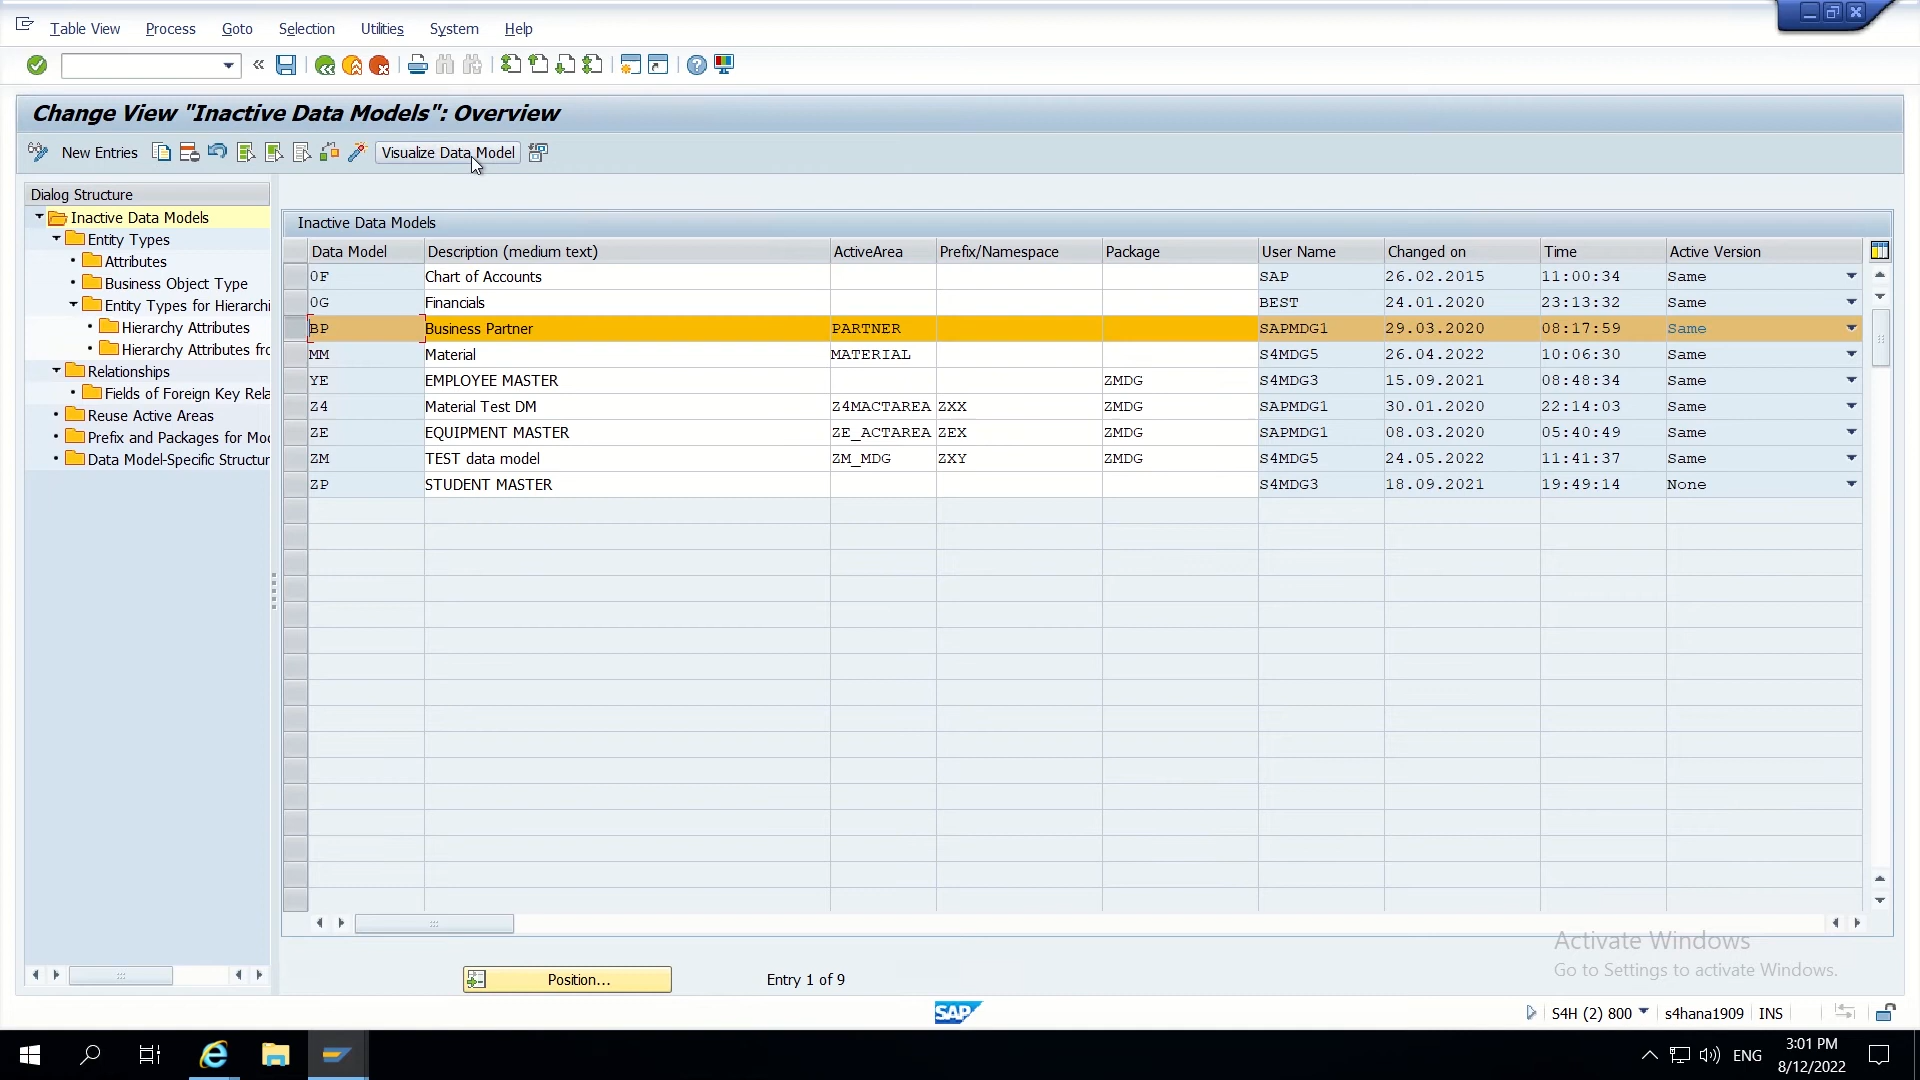 Table View Process Goto Selection Utilities System Help
Change View "Inactive Data Models": Overview
New Entries Visualize Data Model
Dialog Structure
Inactive Data Models
Entity Types
Attributes
Business Object Type
Entity Types for Hierarchi
Hierarchy Attributes
Hierarchy Attributes fro
Relationships
Fields of Foreign Key Rela
Reuse Active Areas
Prefix and Packages for Mod
Data Model-Specific Structur
Inactive Data Models
Data Model Description (medium text) ActiveArea Prefix/Namespace Package User Name Changed on Time Active Version
0F Chart of Accounts SAP 26.02.2015 11:00:34 Same
0G Financials BEST 24.01.2020 23:13:32 Same
BP Business Partner PARTNER SAPMDG1 29.03.2020 08:17:59 Same
MM Material MATERIAL S4MDG5 26.04.2022 10:06:30 Same
YE EMPLOYEE MASTER ZMDG S4MDG3 15.09.2021 08:48:34 Same
Z4 Material Test DM Z4MACTAREA ZXX ZMDG SAPMDG1 30.01.2020 22:14:03 Same
ZE EQUIPMENT MASTER ZE_ACTAREA ZEX ZMDG SAPMDG1 08.03.2020 05:40:49 Same
ZM TEST data model ZM_MDG ZXY ZMDG S4MDG5 24.05.2022 11:41:37 Same
ZP STUDENT MASTER S4MDG3 18.09.2021 19:49:14 None
Activate Windows
Go to Settings to activate Windows.
Position... Entry 1 of 9
SAP S4H (2) 800 s4hana1909 INS
ENG 3:01 PM
8/12/2022